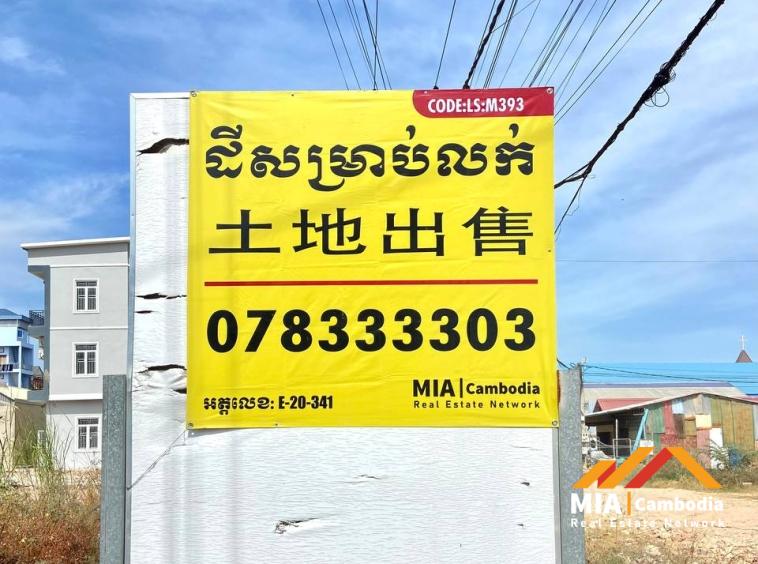 CODE:LS:M393
ដីសម្រាប់លក់
土地出售
078333303
អត្តលេខ: E-20-341
MIA | Cambodia
Real Estate Network
MIA | Cambodia
Real Estate Network